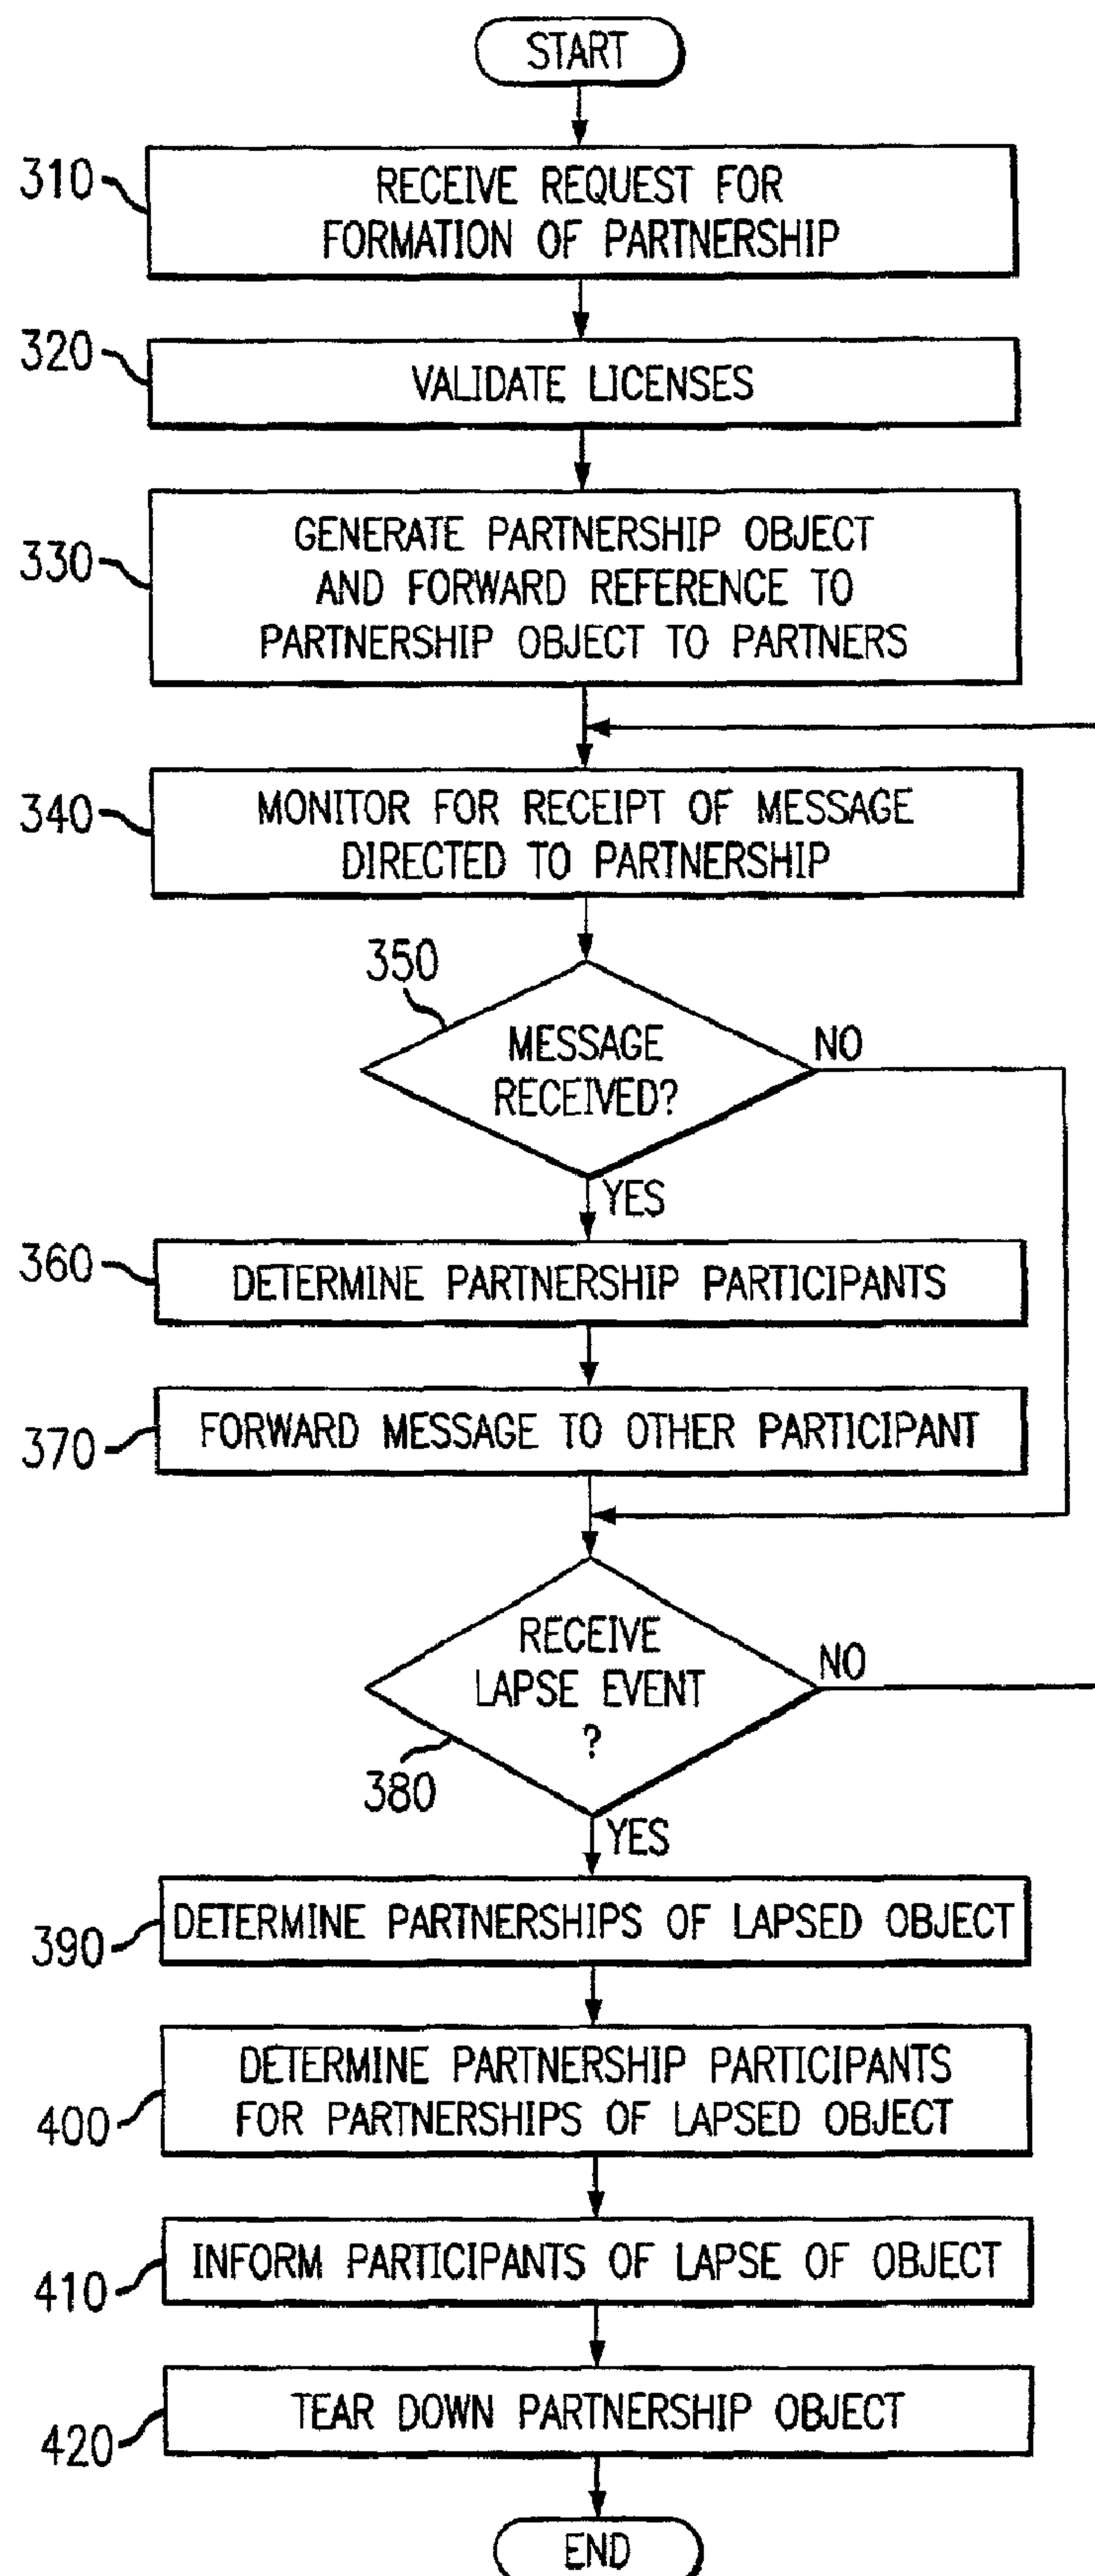 START
310
RECEIVE REQUEST FOR
FORMATION OF PARTNERSHIP
320
VALIDATE LICENSES
330
GENERATE PARTNERSHIP OBJECT
AND FORWARD REFERENCE TO
PARTNERSHIP OBJECT TO PARTNERS
340
MONITOR FOR RECEIPT OF MESSAGE
DIRECTED TO PARTNERSHIP
350
MESSAGE
RECEIVED?
NO
YES
360
DETERMINE PARTNERSHIP PARTICIPANTS
370
FORWARD MESSAGE TO OTHER PARTICIPANT
RECEIVE
LAPSE EVENT
?
NO
380
YES
390
DETERMINE PARTNERSHIPS OF LAPSED OBJECT
400
DETERMINE PARTNERSHIP PARTICIPANTS
FOR PARTNERSHIPS OF LAPSED OBJECT
410
INFORM PARTICIPANTS OF LAPSE OF OBJECT
420
TEAR DOWN PARTNERSHIP OBJECT
END